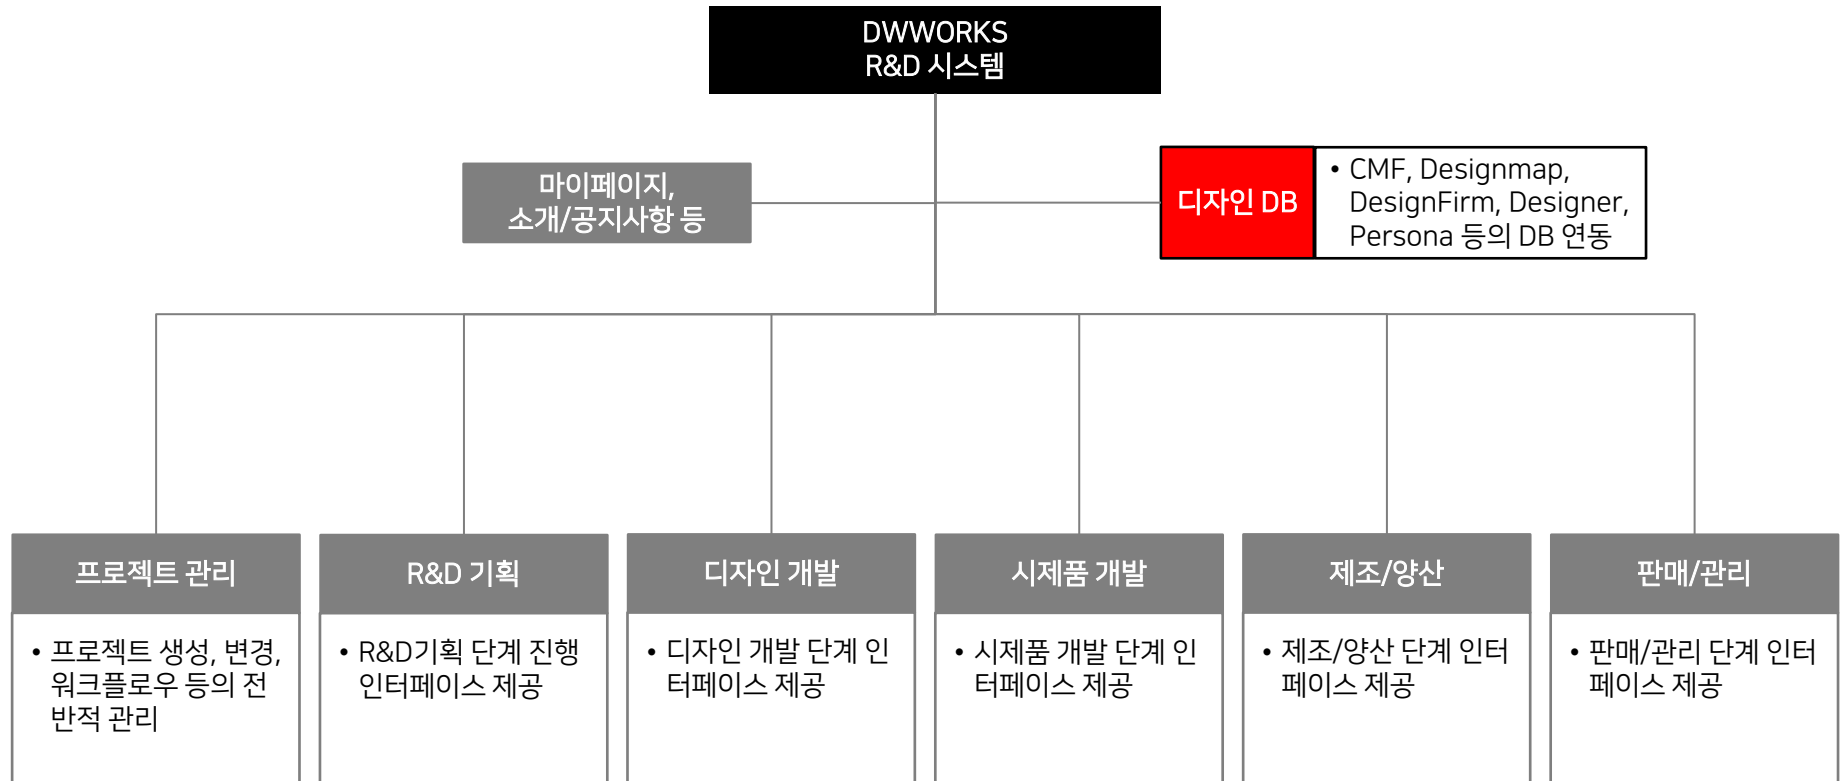 DWWORKS
R&D 시스템
마이페이지,
소개/공지사항 등
디자인 DB
• CMF, Designmap,
DesignFirm, Designer,
Persona 등의 DB 연동
프로젝트 관리
• 프로젝트 생성, 변경,
워크플로우 등의 전
반적 관리
R&D 기획
• R&D기획 단계 진행
인터페이스 제공
디자인 개발
• 디자인 개발 단계 인
터페이스 제공
시제품 개발
• 시제품 개발 단계 인
터페이스 제공
제조/양산
• 제조/양산 단계 인터
페이스 제공
판매/관리
• 판매/관리 단계 인터
페이스 제공